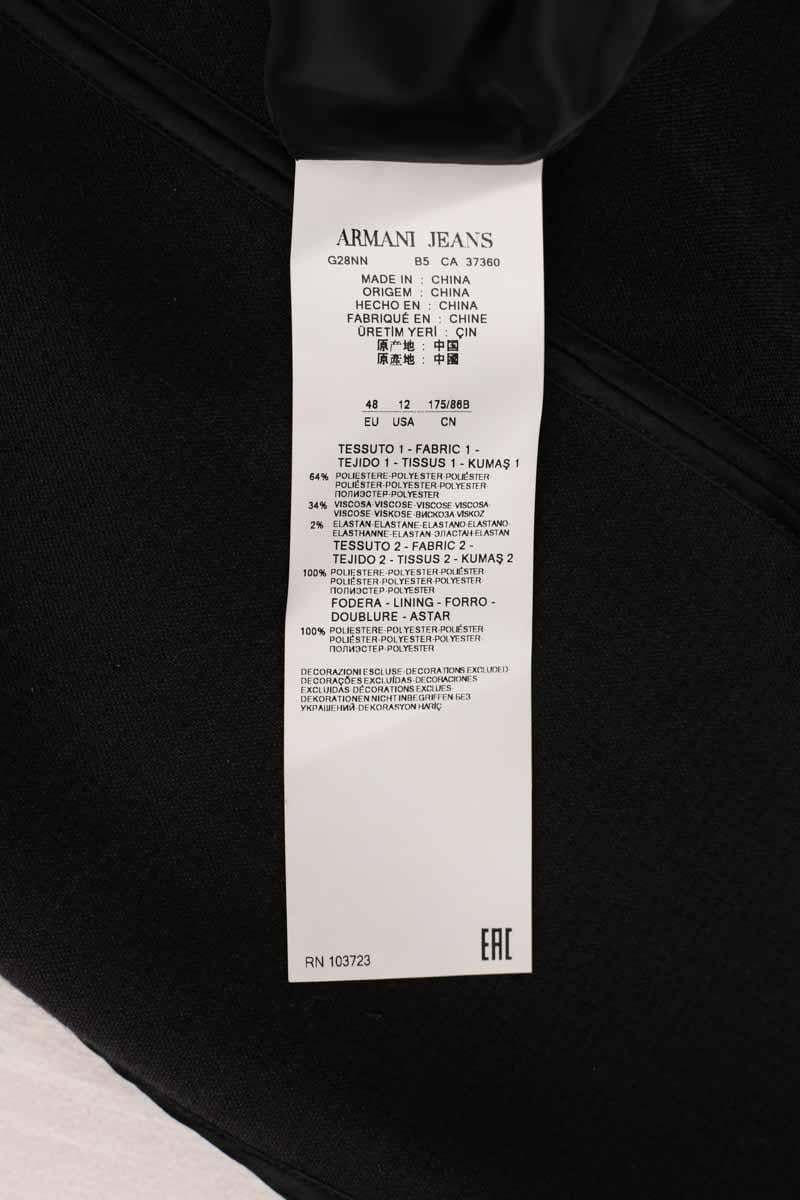 ARMANI JEANS
G28NN B5 CA 37360
MADE IN : CHINA
ORIGEM : CHINA
HECHO EN : CHINA
FABRIQUÉ EN : CHINE
ÜRETİM YERİ : ÇIN
原产地 : 中国
原產地 : 中國
48 12 175/86B
EU USA CN
TESSUTO 1 - FABRIC 1 -
TEJIDO 1 - TISSUS 1 - KUMAŞ 1
64% POLIESTERE-POLYESTER-POLIÉSTER
POLIÉSTER-POLYESTER-POLYESTER
ПОЛИЭСТЕР-POLYESTER
34% VISCOSA-VISCOSE-VISCOSE-VISCOSA-
VISCOSE-VISKOSE-ВИСКОЗА-VISKOZ
2% ELASTAN-ELASTANE-ELASTANO-ELASTANO-
ELASTHANNE-ELASTAN-ЭЛАСТАН-ELASTAN
TESSUTO 2 - FABRIC 2 -
TEJIDO 2 - TISSUS 2 - KUMAŞ 2
100% POLIESTERE-POLYESTER-POLIÉSTER-
POLIÉSTER-POLYESTER-POLYESTER-
ПОЛИЭСТЕР-POLYESTER
FODERA - LINING - FORRO -
DOUBLURE - ASTAR
100% POLIESTERE-POLYESTER-POLIÉSTER-
POLIÉSTER-POLYESTER-POLYESTER-
ПОЛИЭСТЕР-POLYESTER
DECORAZIONI ESCLUSE-DECORATIONS EXCLUDED-
DECORAÇÕES EXCLUÍDAS-DECORACIONES
EXCLUIDAS-DÉCORATIONS EXCLUES-
DEKORATIONEN NICHT INBEGRIFFEN-БЕЗ
УКРАШЕНИЙ-DEKORASYON HARİÇ
RN 103723
EAC